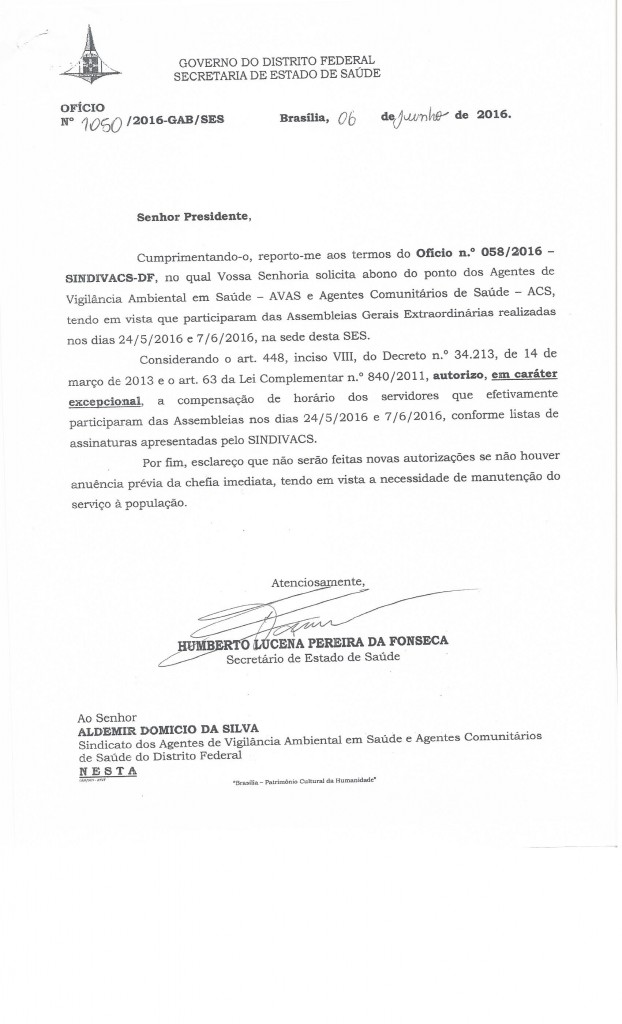 GOVERNO DO DISTRITO FEDERAL
SECRETARIA DE ESTADO DE SAÚDE
OFÍCIO
Nº 1050 /2016-GAB/SES Brasília, 06 de junho de 2016.
Senhor Presidente,
Cumprimentando-o, reporto-me aos termos do Ofício n.º 058/2016 –
SINDIVACS-DF, no qual Vossa Senhoria solicita abono do ponto dos Agentes de
Vigilância Ambiental em Saúde – AVAS e Agentes Comunitários de Saúde – ACS,
tendo em vista que participaram das Assembleias Gerais Extraordinárias realizadas
nos dias 24/5/2016 e 7/6/2016, na sede desta SES.
Considerando o art. 448, inciso VIII, do Decreto n.º 34.213, de 14 de
março de 2013 e o art. 63 da Lei Complementar n.º 840/2011, autorizo, em caráter
excepcional, a compensação de horário dos servidores que efetivamente
participaram das Assembleias nos dias 24/5/2016 e 7/6/2016, conforme listas de
assinaturas apresentadas pelo SINDIVACS.
Por fim, esclareço que não serão feitas novas autorizações se não houver
anuência prévia da chefia imediata, tendo em vista a necessidade de manutenção do
serviço à população.
Atenciosamente,
HUMBERTO LUCENA PEREIRA DA FONSECA
Secretário de Estado de Saúde
Ao Senhor
ALDEMIR DOMICIO DA SILVA
Sindicato dos Agentes de Vigilância Ambiental em Saúde e Agentes Comunitários
de Saúde do Distrito Federal
N E S T A
"Brasília – Patrimônio Cultural da Humanidade"